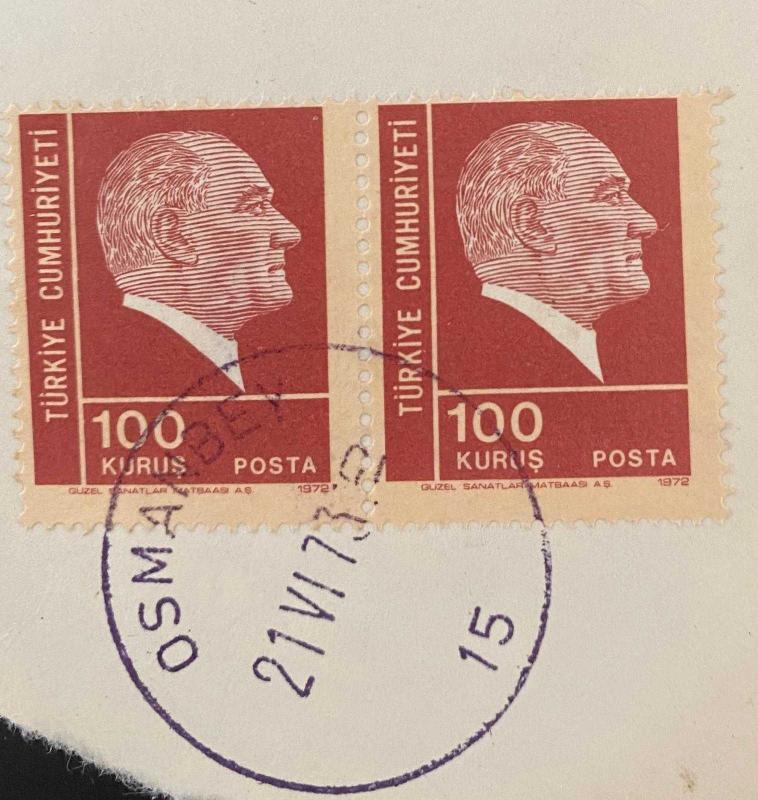 TÜRKİYE CUMHURİYETİ
100
KURUŞ POSTA
GÜZEL SANATLAR MATBAASI A.Ş. 1972
TÜRKİYE CUMHURİYETİ
100
KURUŞ POSTA
GÜZEL SANATLAR MATBAASI A.Ş. 1972
OSMANBEY
21 VI 73
15